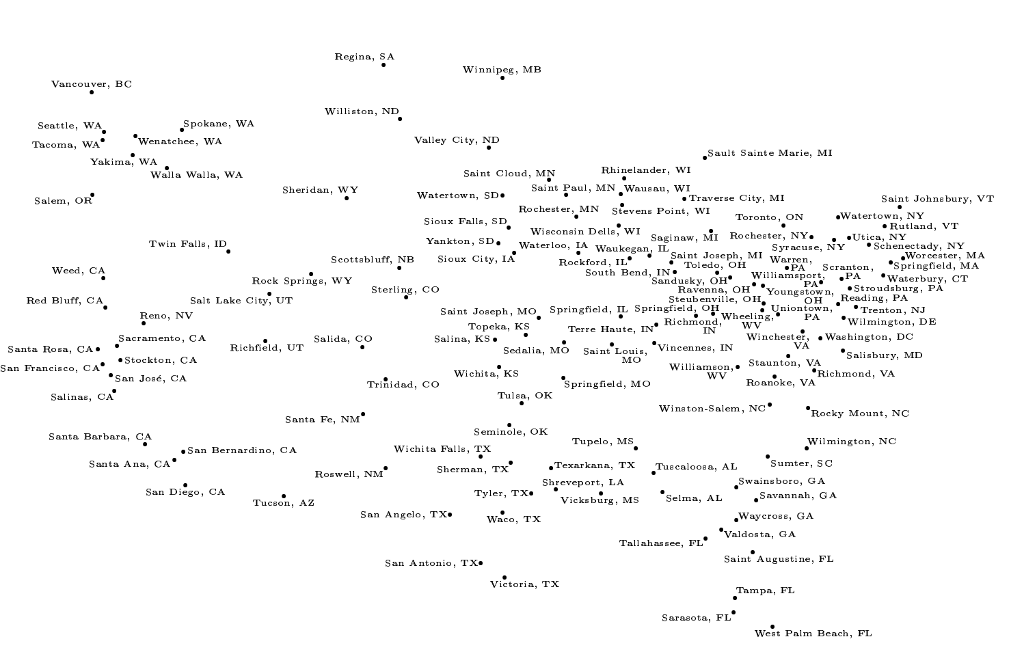 Regina, SA
Winnipeg, MB
Vancouver, BC
Williston, ND
Seattle, WA
Spokane, WA
Tacoma, WA
Wenatchee, WA
Valley City, ND
Sault Sainte Marie, MI
Yakima, WA
Walla Walla, WA
Saint Cloud, MN
Rhinelander, WI
Sheridan, WY
Saint Paul, MN
Wausau, WI
Salem, OR
Watertown, SD
Traverse City, MI
Saint Johnsbury, VT
Rochester, MN
Stevens Point, WI
Toronto, ON
Watertown, NY
Sioux Falls, SD
Wisconsin Dells, WI
Rutland, VT
Twin Falls, ID
Yankton, SD
Waterloo, IA
Waukegan, IL
Saginaw, MI
Rochester, NY
Utica, NY
Syracuse, NY
Schenectady, NY
Scottsbluff, NB
Sioux City, IA
Rockford, IL
Saint Joseph, MI
Warren,
PA
Scranton,
PA
Worcester, MA
Springfield, MA
Weed, CA
South Bend, IN
Toledo, OH
Sandusky, OH
Williamsport,
PA
Waterbury, CT
Rock Springs, WY
Sterling, CO
Ravenna, OH
Youngstown,
OH
Stroudsburg, PA
Red Bluff, CA
Salt Lake City, UT
Steubenville, OH
Reading, PA
Reno, NV
Saint Joseph, MO
Springfield, IL
Springfield, OH
Uniontown,
PA
Trenton, NJ
Topeka, KS
Terre Haute, IN
Richmond,
IN
Wheeling,
WV
Wilmington, DE
Sacramento, CA
Salina, KS
Winchester,
VA
Washington, DC
Santa Rosa, CA
Richfield, UT
Salida, CO
Sedalia, MO
Saint Louis,
MO
Vincennes, IN
Stockton, CA
Salisbury, MD
San Francisco, CA
Staunton, VA
San José, CA
Wichita, KS
Williamson,
WV
Richmond, VA
Trinidad, CO
Springfield, MO
Roanoke, VA
Salinas, CA
Tulsa, OK
Santa Fe, NM
Winston-Salem, NC
Rocky Mount, NC
Seminole, OK
Santa Barbara, CA
Tupelo, MS
Wilmington, NC
San Bernardino, CA
Wichita Falls, TX
Santa Ana, CA
Sherman, TX
Texarkana, TX
Tuscaloosa, AL
Sumter, SC
Roswell, NM
Shreveport, LA
Swainsboro, GA
San Diego, CA
Tyler, TX
Vicksburg, MS
Selma, AL
Savannah, GA
Tucson, AZ
San Angelo, TX
Waco, TX
Waycross, GA
Valdosta, GA
Tallahassee, FL
Saint Augustine, FL
San Antonio, TX
Victoria, TX
Tampa, FL
Sarasota, FL
West Palm Beach, FL